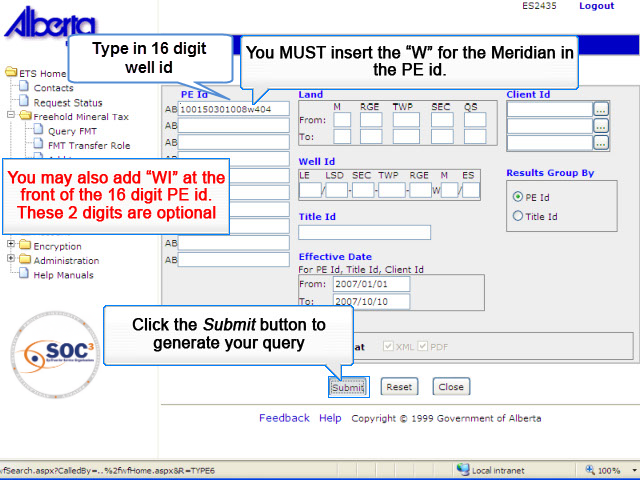 ES2435 Logout
Alberta
Type in 16 digit
well id
You MUST insert the “W” for the Meridian in
the PE id.
ETS Home
Contacts
Request Status
Freehold Mineral Tax
Query FMT
FMT Transfer Role
You may also add “WI” at the
front of the 16 digit PE id.
These 2 digits are optional
Encryption
Administration
Help Manuals
SOC3
PE Id
AB 100150301008w404
AB
AB
AB
AB
Land
M RGE TWP SEC QS
From:
To:
Well Id
LE LSD SEC TWP RGE M ES
/ - - - W /
Title Id
Effective Date
For PE Id, Title Id, Client Id
From: 2007/01/01
To: 2007/10/10
Client Id
...
...
...
Results Group By
PE Id
Title Id
Click the Submit button to
generate your query
at XML PDF
Submit Reset Close
Feedback Help Copyright © 1999 Government of Alberta
wfSearch.aspx?CalledBy=..%2fwfHome.aspx&R=TYPE6 Local intranet 100%